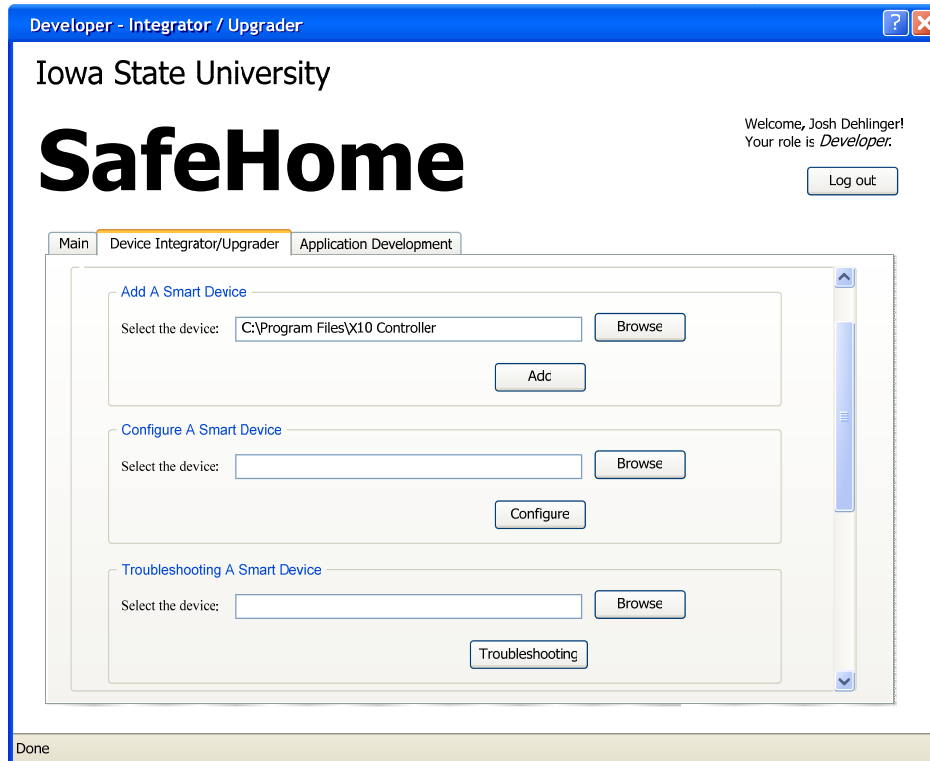 Developer - Integrator / Upgrader ?
Iowa State University
SafeHome
Welcome, Josh Dehlinger!
Your role is Developer.
Log out
Main Device Integrator/Upgrader Application Development
Add A Smart Device
Select the device: C:\Program Files\X10 Controller Browse
Add
Configure A Smart Device
Select the device: Browse
Configure
Troubleshooting A Smart Device
Select the device: Browse
Troubleshooting
Done